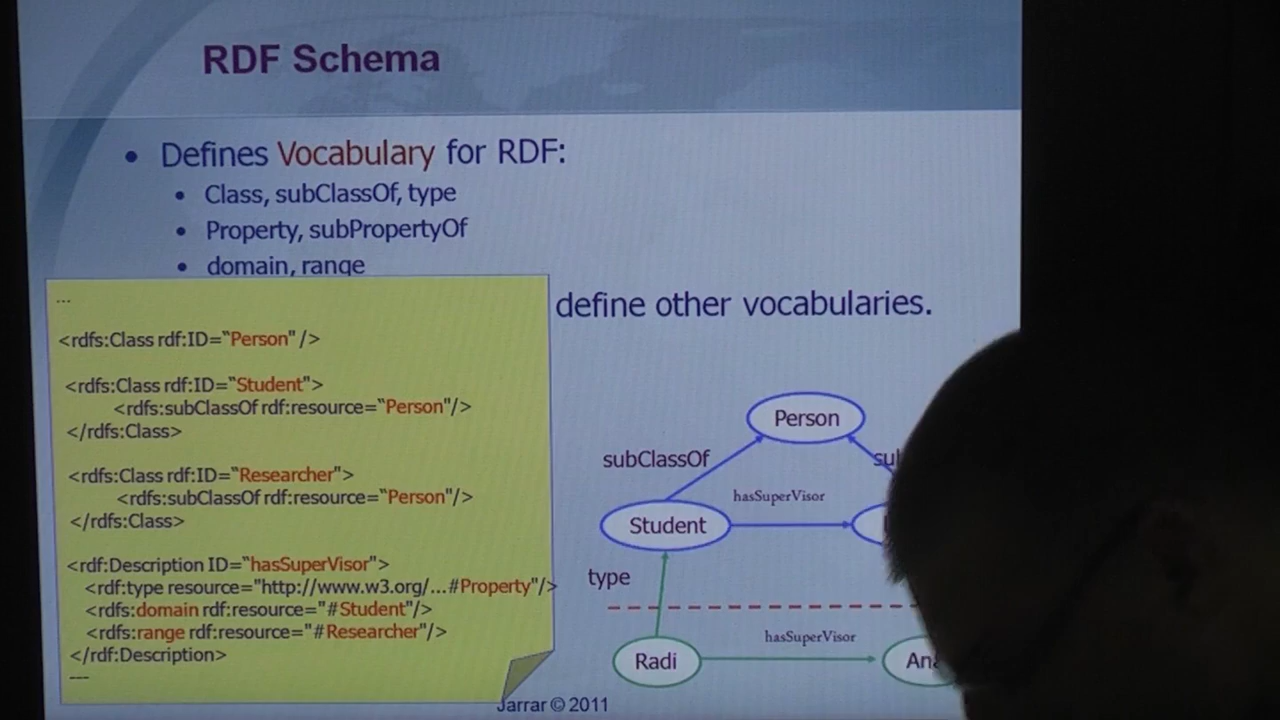 RDF Schema
• Defines Vocabulary for RDF:
• Class, subClassOf, type
• Property, subPropertyOf
• domain, range
define other vocabularies.
...
<rdfs:Class rdf:ID="Person" />
<rdfs:Class rdf:ID="Student">
<rdfs:subClassOf rdf:resource="Person"/>
</rdfs:Class>
<rdfs:Class rdf:ID="Researcher">
<rdfs:subClassOf rdf:resource="Person"/>
</rdfs:Class>
<rdf:Description ID="hasSuperVisor">
<rdf:type resource="http://www.w3.org/...#Property"/>
<rdfs:domain rdf:resource="#Student"/>
<rdfs:range rdf:resource="#Researcher"/>
</rdf:Description>
---
Person
subClassOf
hasSuperVisor
Student
type
hasSuperVisor
Radi
Jarrar © 2011